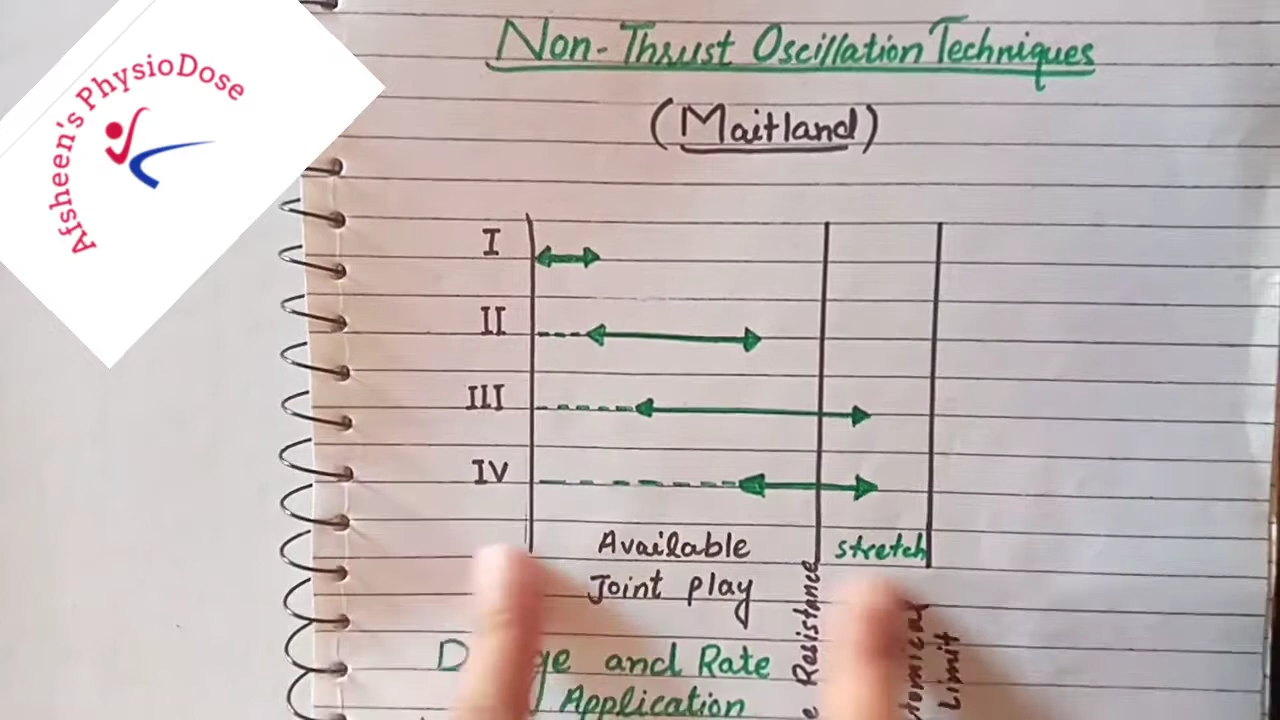 Afsheen's PhysioDose
Non-Thrust Oscillation Techniques
(Maitland)
I
II
III
IV
Available
Joint play
stretch
Resistance
Limit
and Rate
Application